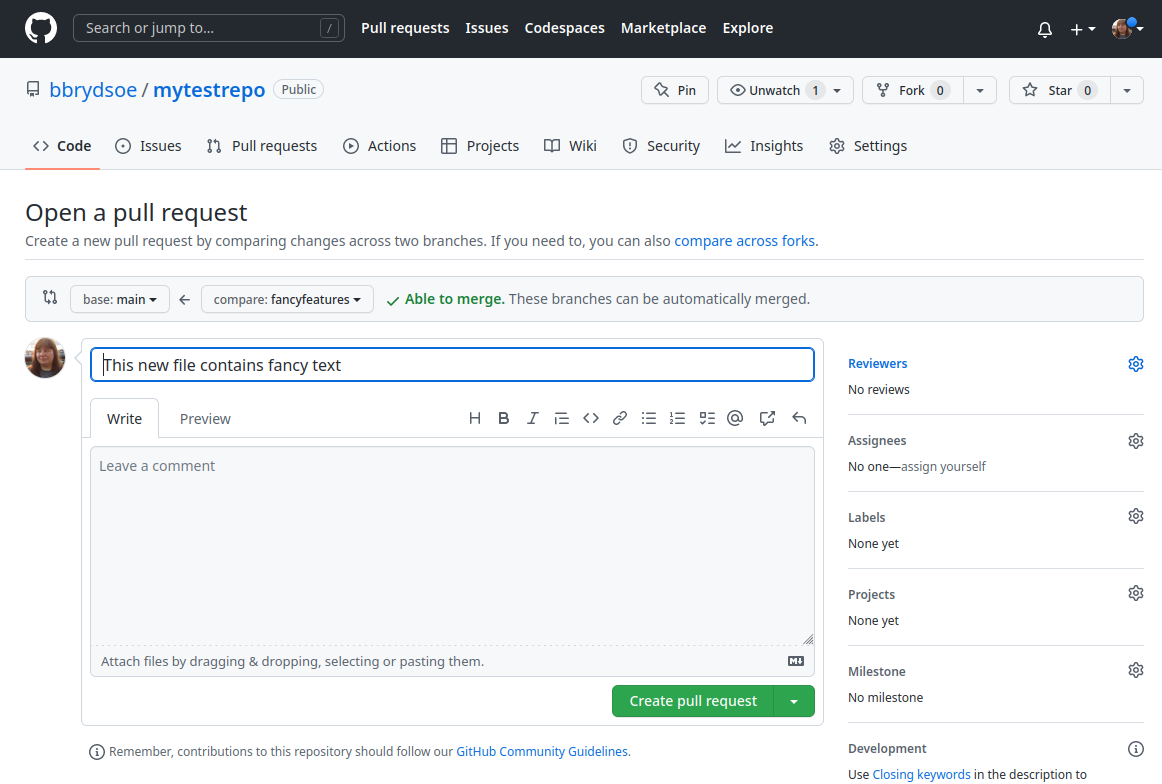 Search or jump to... /
Pull requests Issues Codespaces Marketplace Explore
bbrydsoe / mytestrepo Public
Pin Unwatch 1 Fork 0 Star 0
Code Issues Pull requests Actions Projects Wiki Security Insights Settings
Open a pull request
Create a new pull request by comparing changes across two branches. If you need to, you can also compare across forks.
base: main compare: fancyfeatures Able to merge. These branches can be automatically merged.
This new file contains fancy text
Write Preview
Leave a comment
Attach files by dragging & dropping, selecting or pasting them.
Create pull request
Remember, contributions to this repository should follow our GitHub Community Guidelines.
Reviewers
No reviews
Assignees
No one—assign yourself
Labels
None yet
Projects
None yet
Milestone
No milestone
Development
Use Closing keywords in the description to